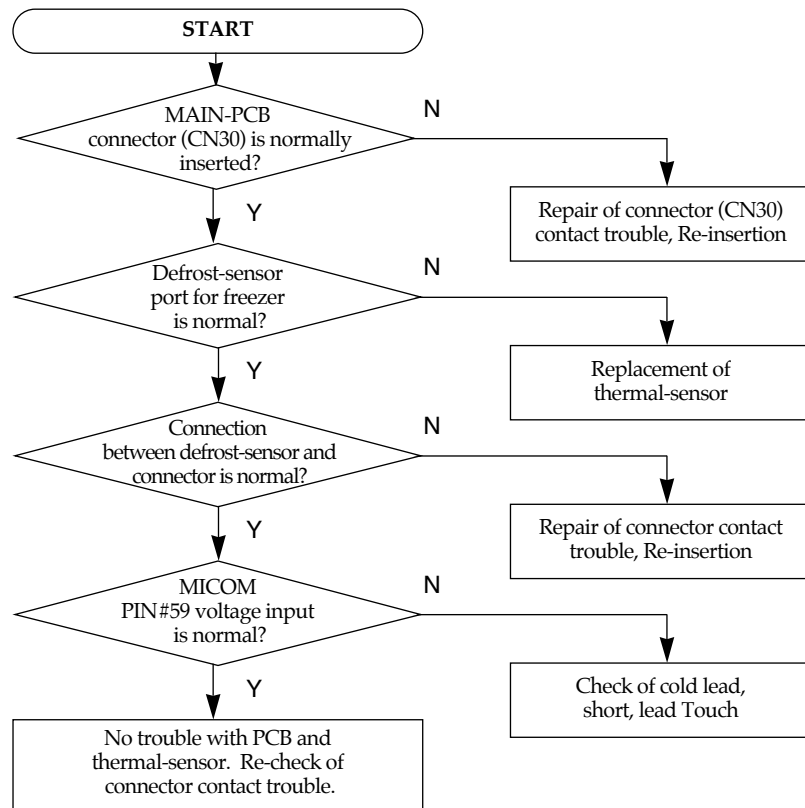 START
MAIN-PCB
connector (CN30) is normally
inserted?
N
Repair of connector (CN30)
contact trouble, Re-insertion
Y
Defrost-sensor
port for freezer
is normal?
N
Replacement of
thermal-sensor
Y
Connection
between defrost-sensor and
connector is normal?
N
Repair of connector contact
trouble, Re-insertion
Y
MICOM
PIN#59 voltage input
is normal?
N
Check of cold lead,
short, lead Touch
Y
No trouble with PCB and
thermal-sensor. Re-check of
connector contact trouble.